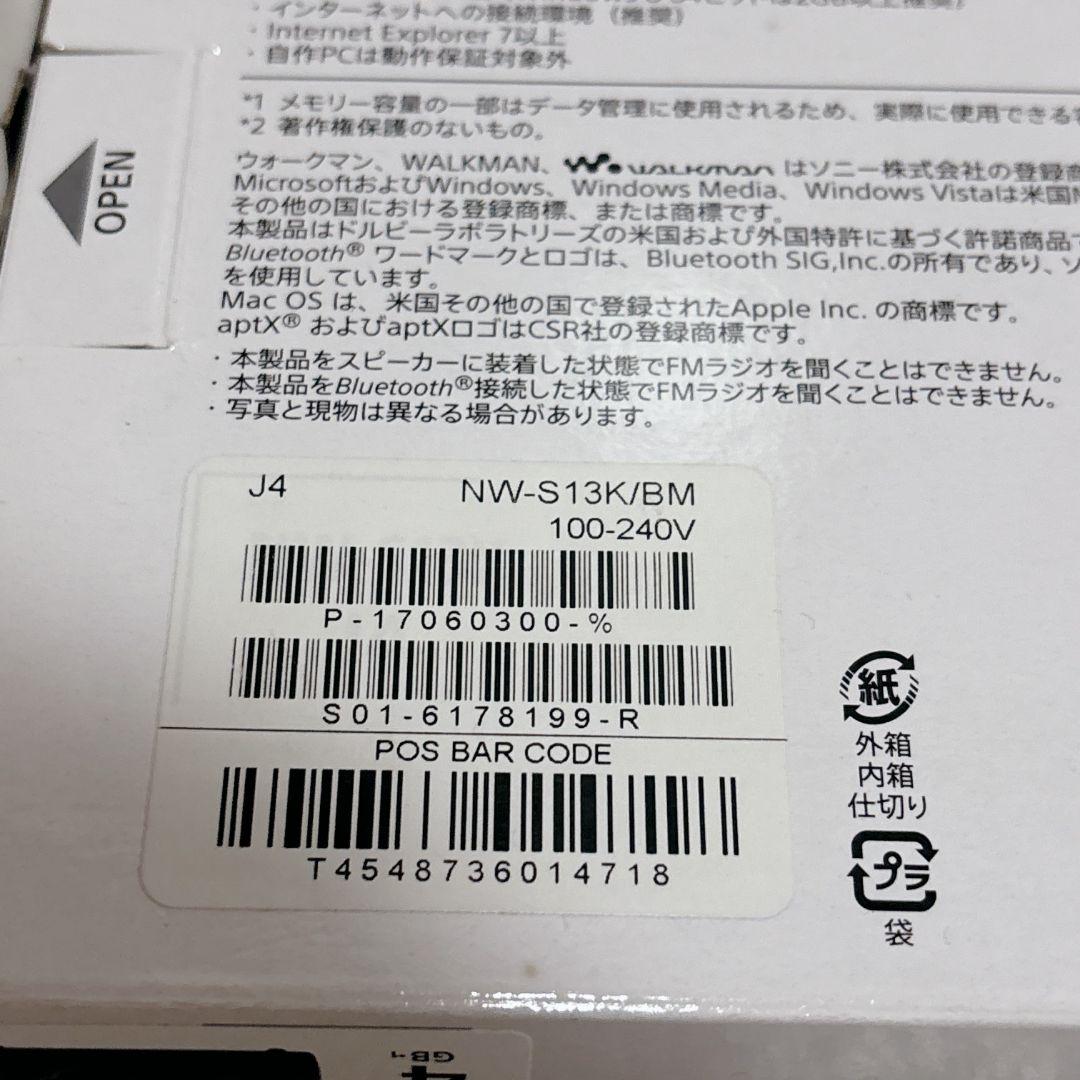 ・インターネットへの接続環境（推奨）
・Internet Explorer 7以上
・自作PCは動作保証対象外
*1 メモリー容量の一部はデータ管理に使用されるため、実際に使用できる
*2 著作権保護のないもの。
ウォークマン、WALKMAN、 WALKMAN はソニー株式会社の登録商
MicrosoftおよびWindows、Windows Media、Windows Vistaは米国M
その他の国における登録商標、または商標です。
本製品はドルビーラボラトリーズの米国および外国特許に基づく許諾商品で
Bluetooth® ワードマークとロゴは、Bluetooth SIG,Inc.の所有であり、ソ
を使用しています。
Mac OS は、米国その他の国で登録されたApple Inc. の商標です。
aptX® およびaptXロゴはCSR社の登録商標です。
・本製品をスピーカーに装着した状態でFMラジオを聞くことはできません。
・本製品をBluetooth®接続した状態でFMラジオを聞くことはできません。
・写真と現物は異なる場合があります。
OPEN
J4 NW-S13K/BM
100-240V
P-17060300-%
S01-6178199-R
POS BAR CODE
T4548736014718
紙
外箱
内箱
仕切り
プラ
袋
4
GB*1